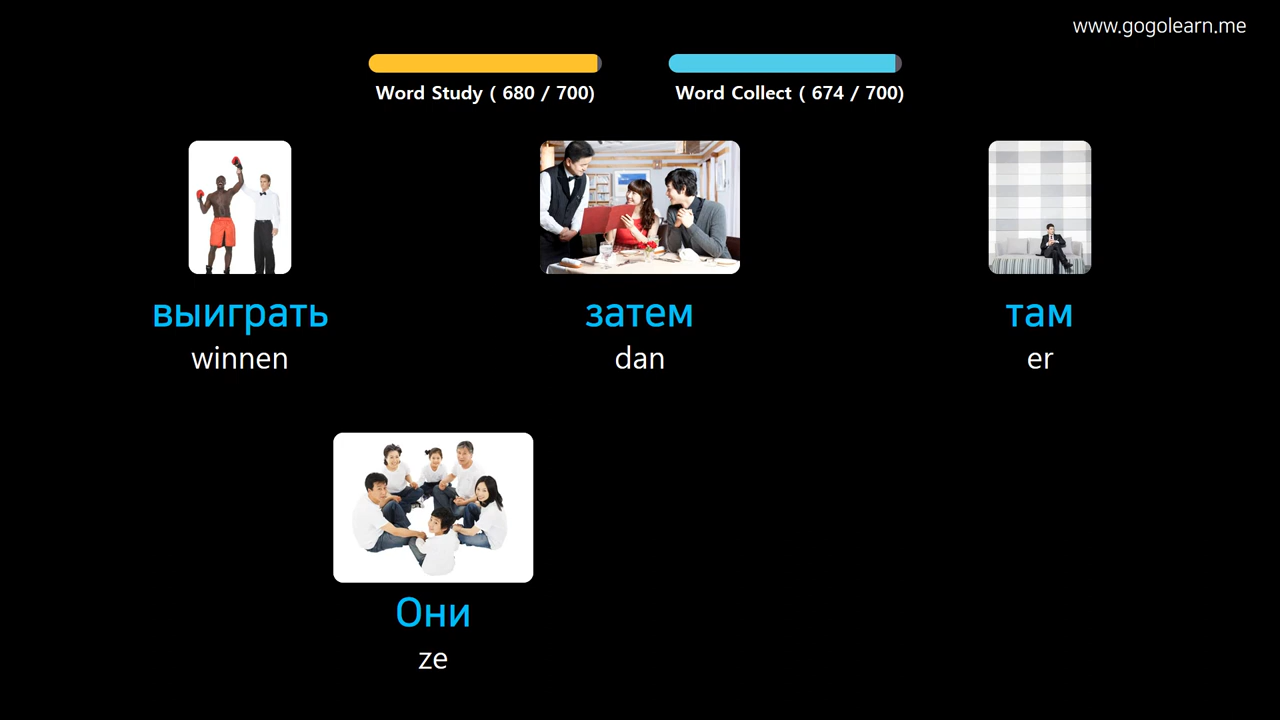 www.gogolearn.me
Word Study ( 680 / 700)
Word Collect ( 674 / 700)
выиграть
winnen
затем
dan
там
er
Они
ze